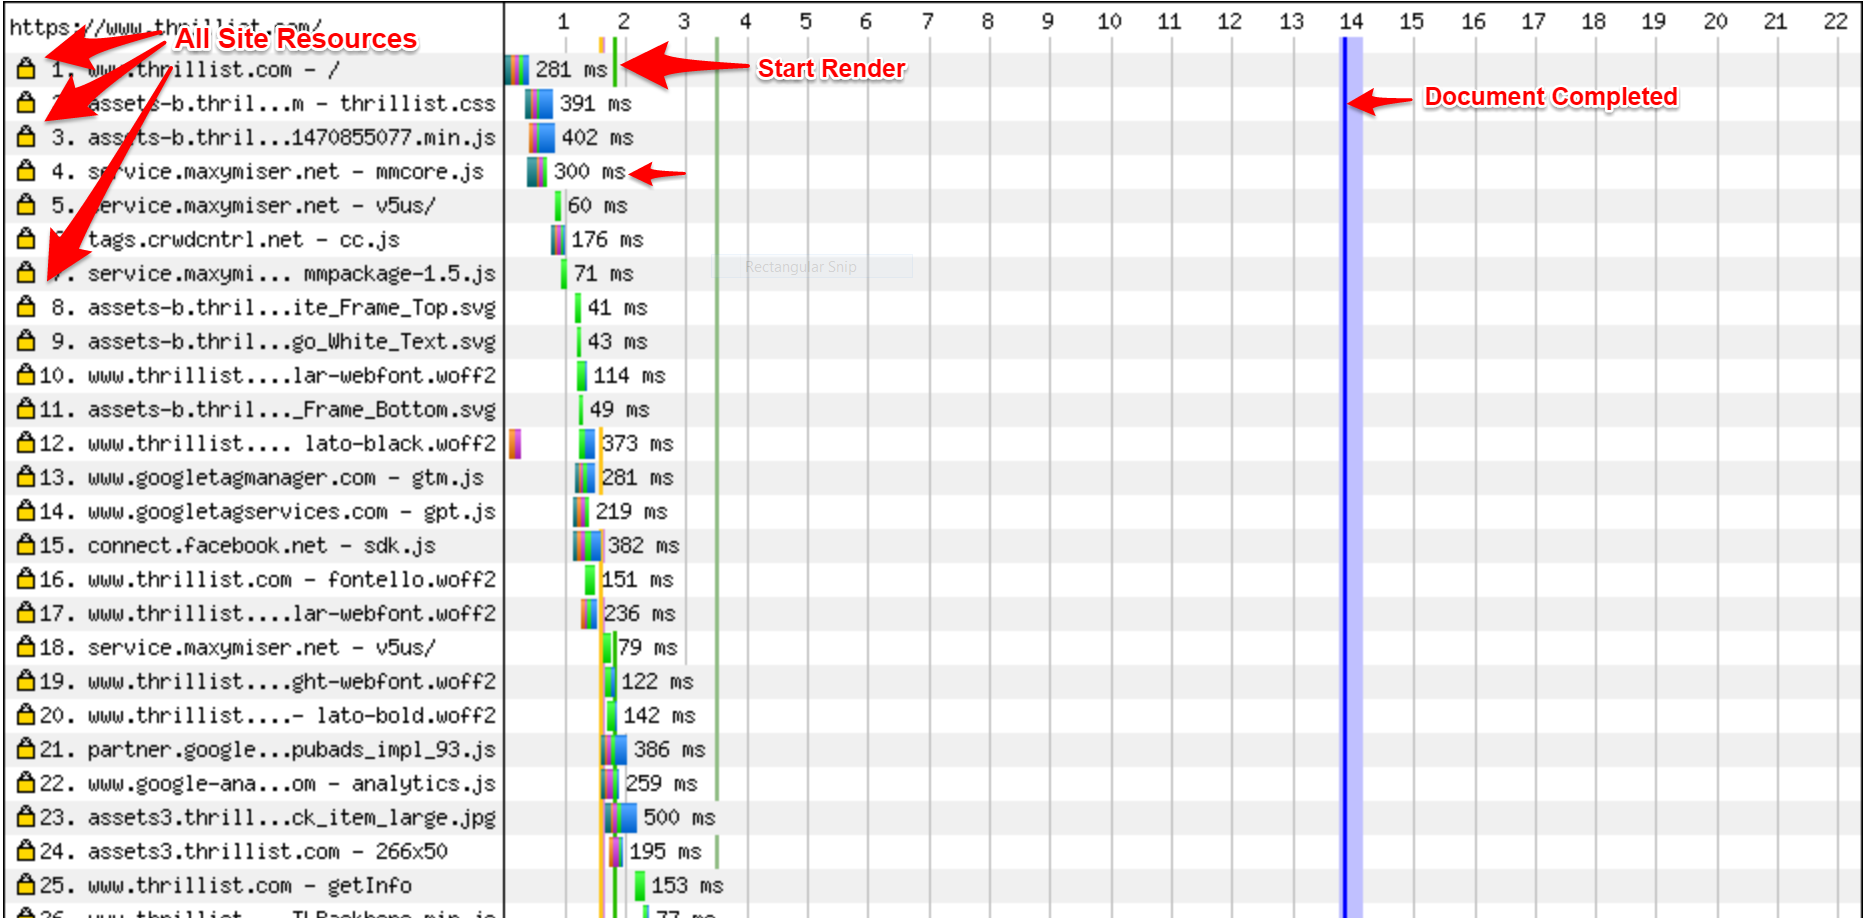 https://www.thrillist.com/
1 2 3 4 5 6 7 8 9 10 11 12 13 14 15 16 17 18 19 20 21 22
All Site Resources
Start Render
Document Completed
1. www.thrillist.com - / 281 ms
assets-b.thril...m - thrillist.css 391 ms
3. assets-b.thril...1470855077.min.js 402 ms
4. service.maxymiser.net - mmcore.js 300 ms
5. service.maxymiser.net - v5us/ 60 ms
tags.crwdcntrl.net - cc.js 176 ms
7. service.maxymi... mmpackage-1.5.js 71 ms
Rectangular Snip
8. assets-b.thril...ite_Frame_Top.svg 41 ms
9. assets-b.thril...go_White_Text.svg 43 ms
10. www.thrillist....lar-webfont.woff2 114 ms
11. assets-b.thril..._Frame_Bottom.svg 49 ms
12. www.thrillist.... lato-black.woff2 373 ms
13. www.googletagmanager.com - gtm.js 281 ms
14. www.googletagservices.com - gpt.js 219 ms
15. connect.facebook.net - sdk.js 382 ms
16. www.thrillist.com - fontello.woff2 151 ms
17. www.thrillist....lar-webfont.woff2 236 ms
18. service.maxymiser.net - v5us/ 79 ms
19. www.thrillist....ght-webfont.woff2 122 ms
20. www.thrillist....- lato-bold.woff2 142 ms
21. partner.google...pubads_impl_93.js 386 ms
22. www.google-ana...om - analytics.js 259 ms
23. assets3.thrill...ck_item_large.jpg 500 ms
24. assets3.thrillist.com - 266x50 195 ms
25. www.thrillist.com - getInfo 153 ms
26. www.thrillist.... TLBackbone.min.js 77 ms